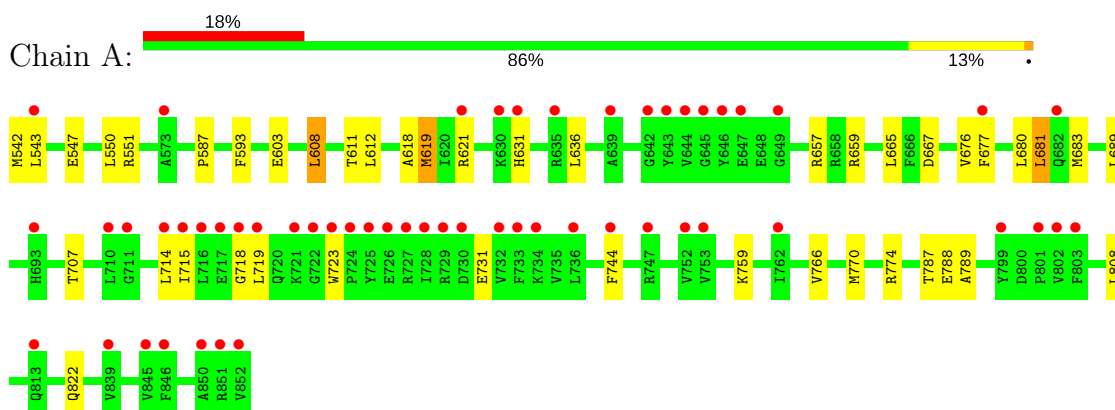 18%
Chain A:
86% 13% •
M542 L543 E547 L550 R551 A573 F587 F593 E603 L608 T611 L612 A618 M619 I620 R621 K630 H631 R635 L636 A639 G642 Y643 V644 G645 Y646 E647 E648 G649 R657 R658 R659 L665 F666 D667 V676 F677 L680 L681 Q682 M683
H693 T707 L710 G711 L714 I715 L716 E717 G718 L719 Q720 K721 G722 W723 P724 Y725 E726 R727 I728 R729 D730 E731 V732 F733 K734 V735 L736 F744 R747 V752 V753 K759 I762 V766 M770 R774 T787 E788 A789 Y799 D800 P801 V802 F803
Q813 Q822 V839 V845 F846 A850 R851 V852